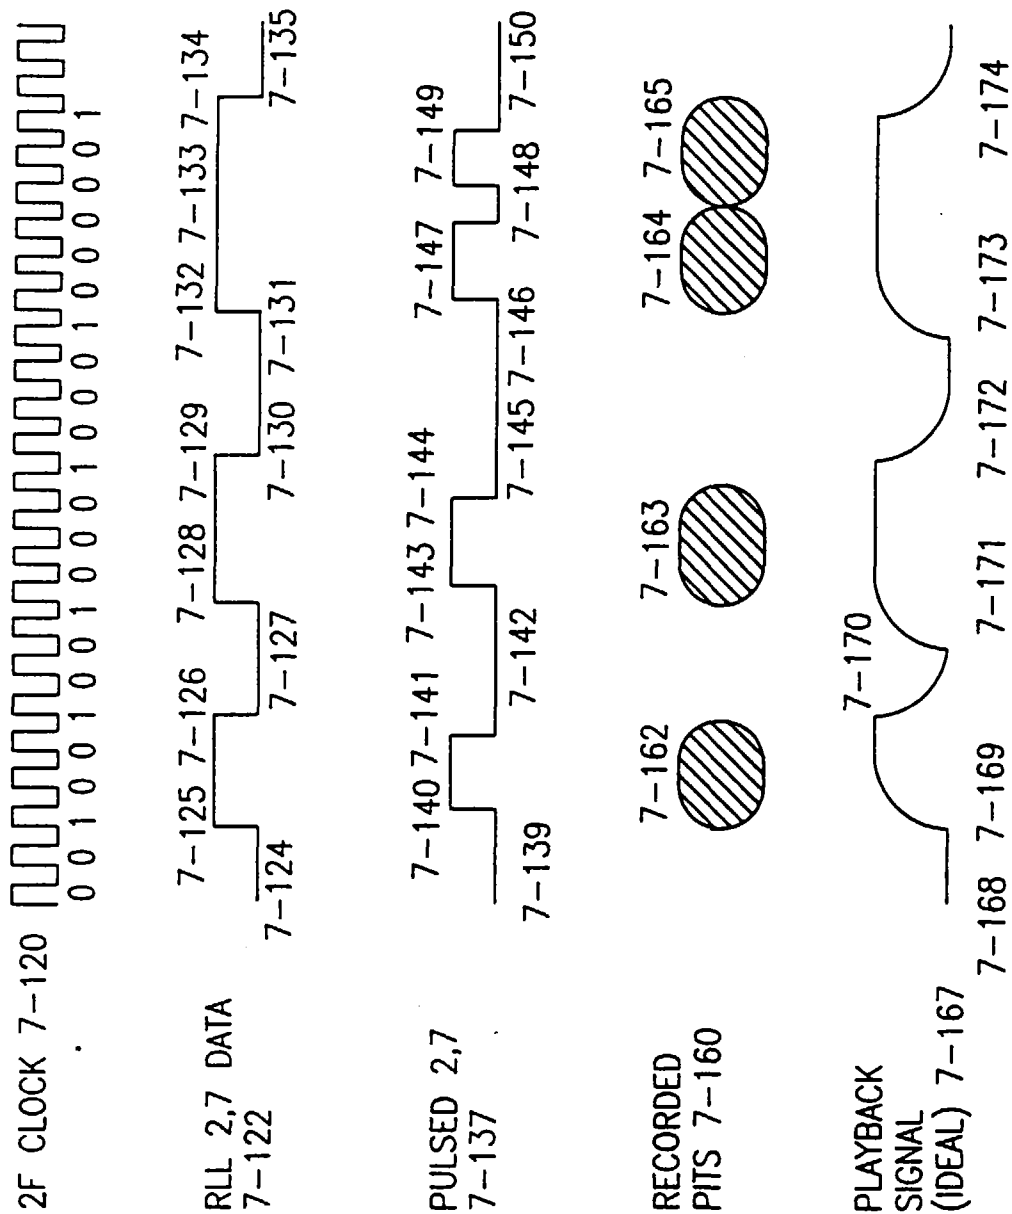 2F CLOCK 7-120
0 0 1 0 0 1 0 0 1 0 0 0 1 0 0 0 1 0 0 0 0 0 1
RLL 2,7 DATA
7-122
7-125 7-126 7-128 7-129 7-132 7-133 7-134
7-124 7-127 7-130 7-131 7-135
PULSED 2,7
7-137
7-140 7-141 7-143 7-144 7-147 7-149
7-139 7-142 7-145 7-146 7-148 7-150
RECORDED
PITS 7-160
7-162 7-163 7-164 7-165
PLAYBACK
SIGNAL
(IDEAL) 7-167
7-170
7-168 7-169 7-171 7-172 7-173 7-174